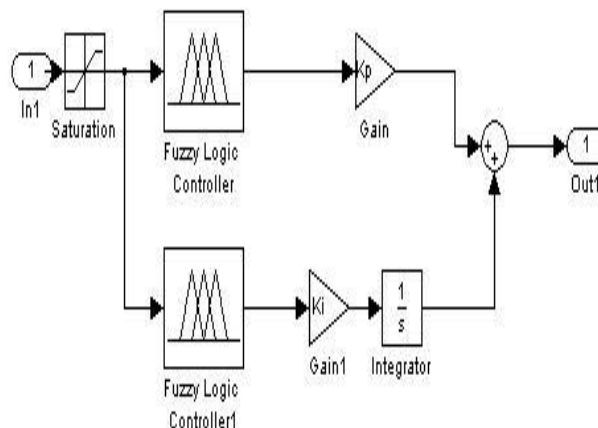 1
In1
Saturation
Fuzzy Logic
Controller
Kp
Gain
+
+
1
Out1
Fuzzy Logic
Controller1
Ki
Gain1
1
s
Integrator